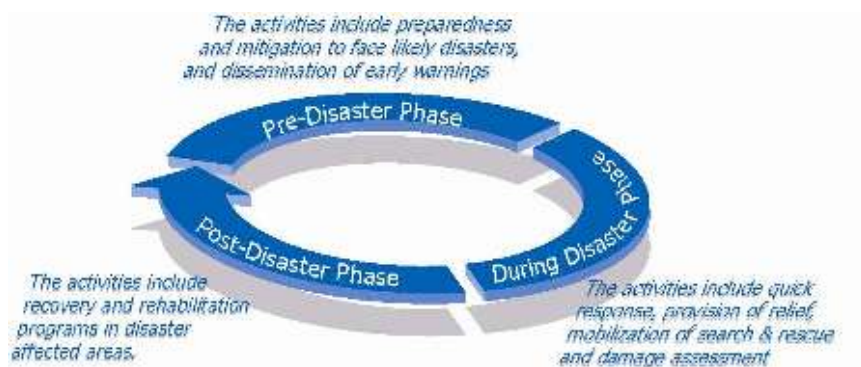 The activities include preparedness
and mitigation to face likely disasters,
and dissemination of early warnings
Pre-Disaster Phase
During Disaster
Phase
Post-Disaster Phase
The activities include
recovery and rehabilitation
programs in disaster
affected areas.
The activities include quick
response, provision of relief,
mobilization of search & rescue
and damage assessment